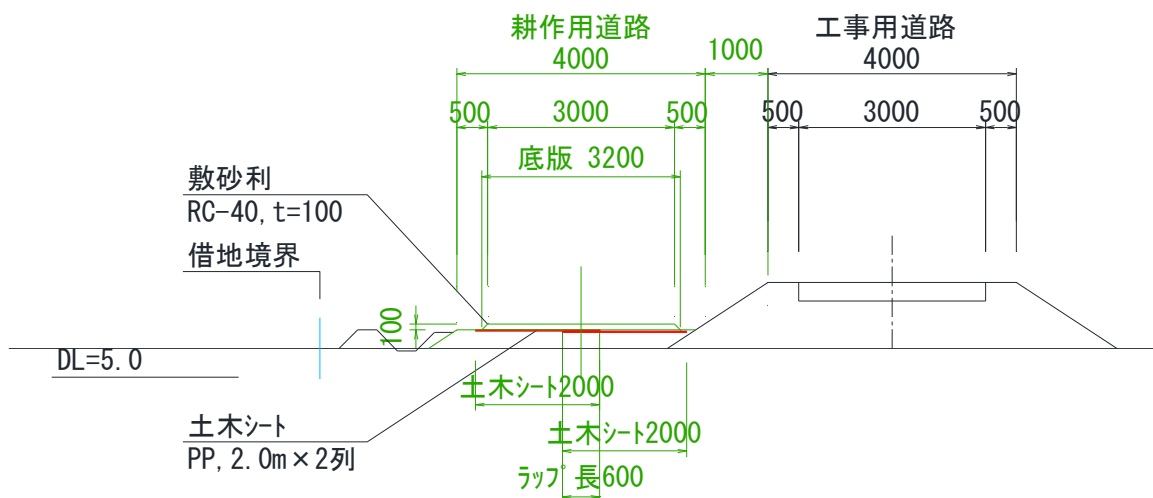 耕作用道路
4000
1000
工事用道路
4000
500
3000
500
500
3000
500
底版 3200
敷砂利
RC-40, t=100
借地境界
100
DL=5.0
土木シート2000
土木シート
PP, 2.0m×2列
土木シート2000
ラップ長600